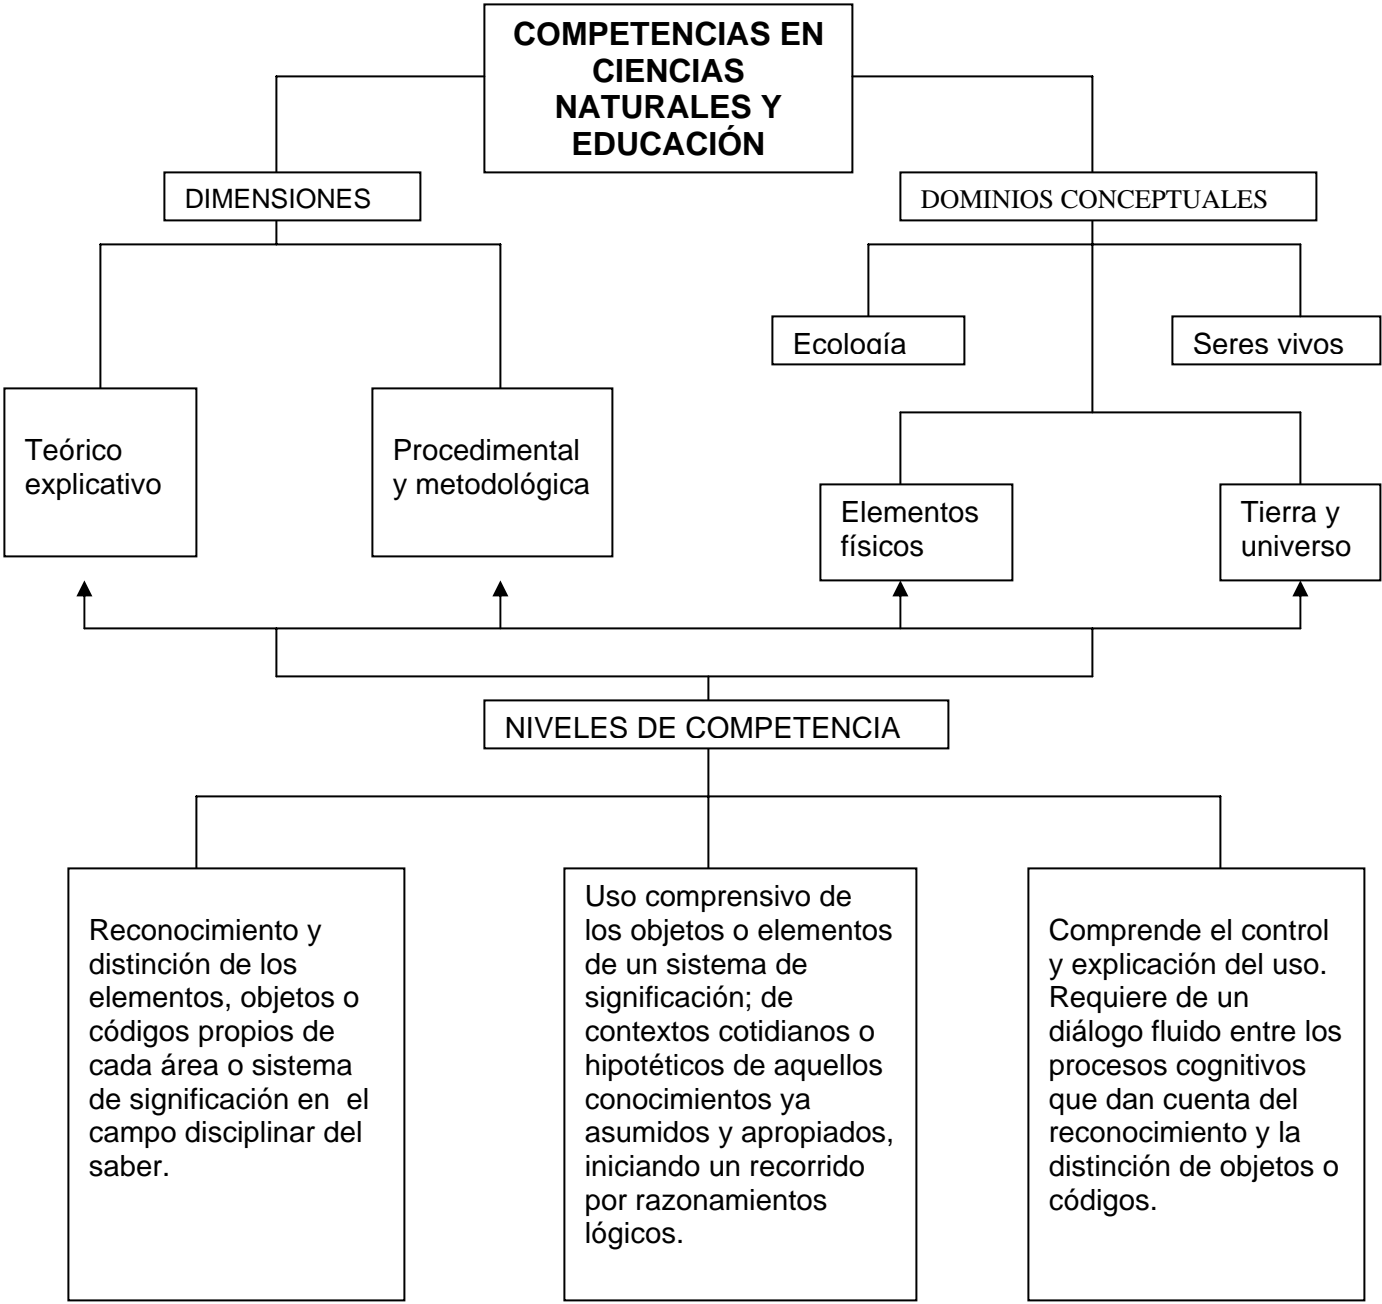 COMPETENCIAS EN
CIENCIAS
NATURALES Y
EDUCACIÓN
DIMENSIONES
DOMINIOS CONCEPTUALES
Ecología
Seres vivos
Teórico
explicativo
Procedimental
y metodológica
Elementos
físicos
Tierra y
universo
NIVELES DE COMPETENCIA
Reconocimiento y
distinción de los
elementos, objetos o
códigos propios de
cada área o sistema
de significación en el
campo disciplinar del
saber.
Uso comprensivo de
los objetos o elementos
de un sistema de
significación; de
contextos cotidianos o
hipotéticos de aquellos
conocimientos ya
asumidos y apropiados,
iniciando un recorrido
por razonamientos
lógicos.
Comprende el control
y explicación del uso.
Requiere de un
diálogo fluido entre los
procesos cognitivos
que dan cuenta del
reconocimiento y la
distinción de objetos o
códigos.